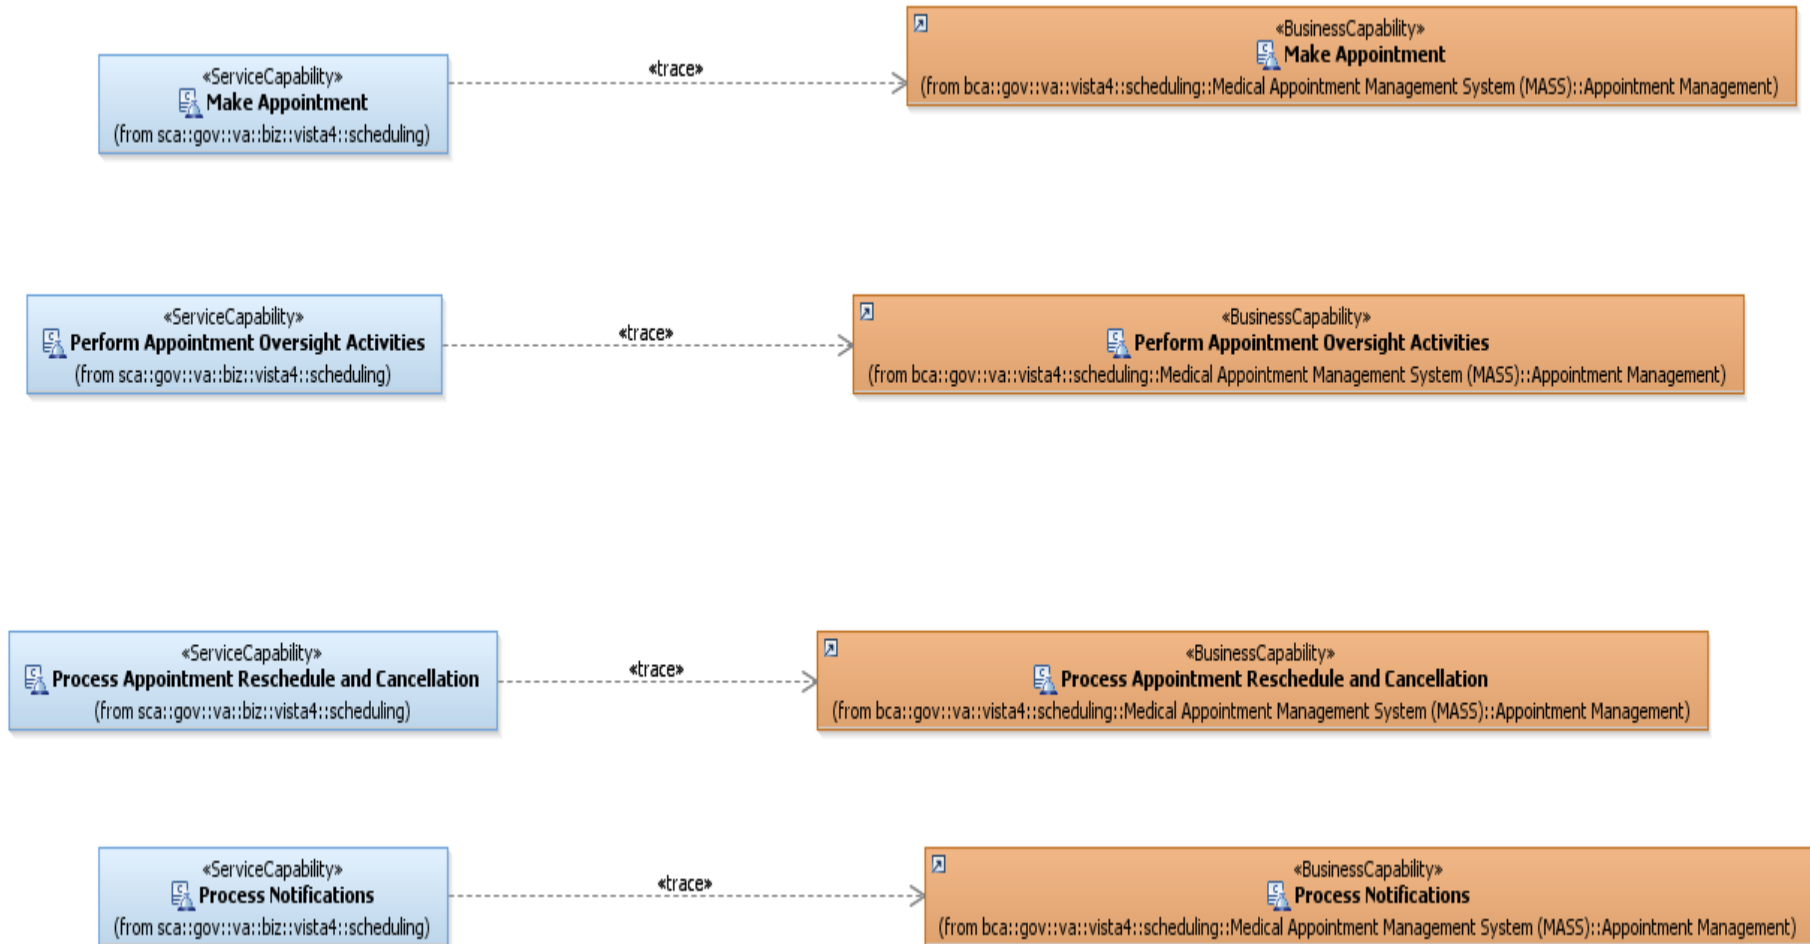 «BusinessCapability»
Make Appointment
(from bca::gov::va::vista4::scheduling::Medical Appointment Management System (MASS)::Appointment Management)
«trace»
«ServiceCapability»
Make Appointment
(from sca::gov::va::biz::vista4::scheduling)
«ServiceCapability»
Perform Appointment Oversight Activities
(from sca::gov::va::biz::vista4::scheduling)
«trace»
«BusinessCapability»
Perform Appointment Oversight Activities
(from bca::gov::va::vista4::scheduling::Medical Appointment Management System (MASS)::Appointment Management)
«ServiceCapability»
Process Appointment Reschedule and Cancellation
(from sca::gov::va::biz::vista4::scheduling)
«trace»
«BusinessCapability»
Process Appointment Reschedule and Cancellation
(from bca::gov::va::vista4::scheduling::Medical Appointment Management System (MASS)::Appointment Management)
«ServiceCapability»
Process Notifications
(from sca::gov::va::biz::vista4::scheduling)
«trace»
«BusinessCapability»
Process Notifications
(from bca::gov::va::vista4::scheduling::Medical Appointment Management System (MASS)::Appointment Management)